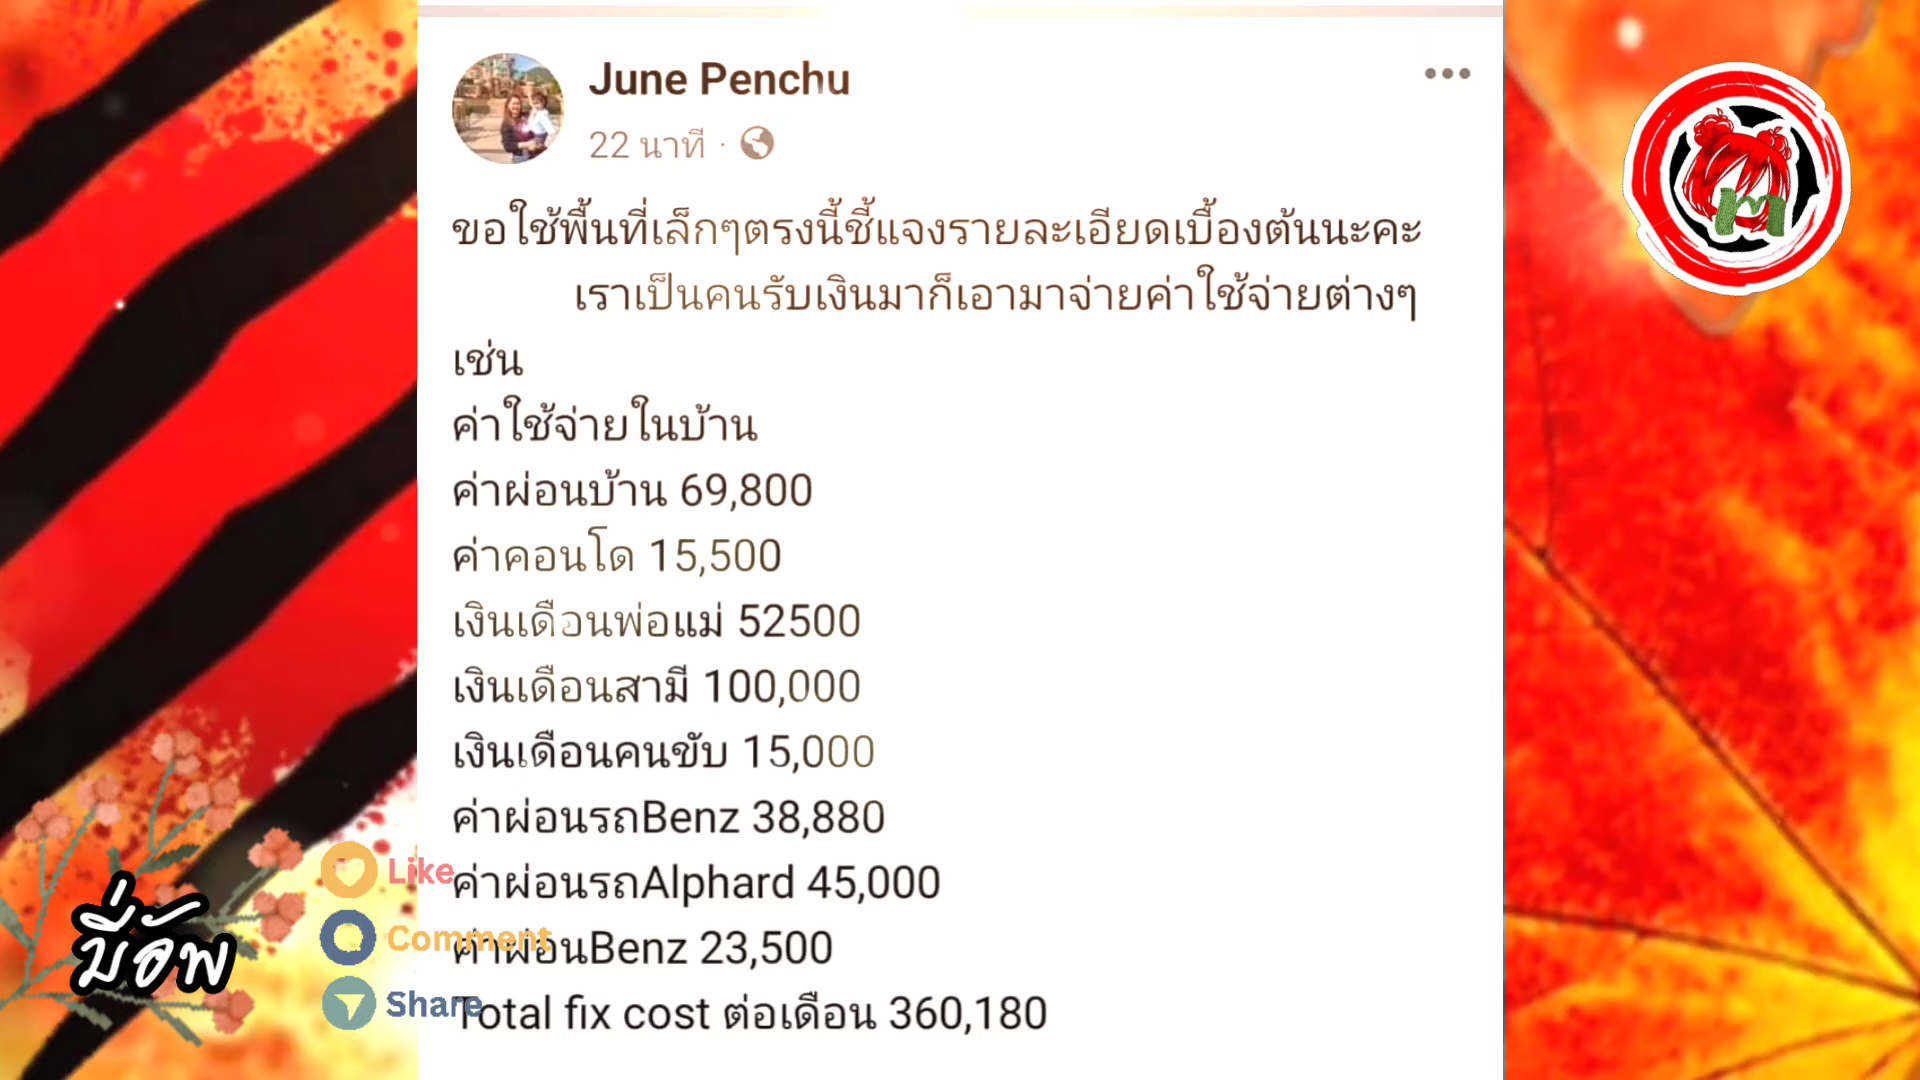 June Penchu
22 นาที ·
ขอใช้พื้นที่เล็กๆตรงนี้ชี้แจงรายละเอียดเบื้องต้นนะคะ
เราเป็นคนรับเงินมาก็เอามาจ่ายค่าใช้จ่ายต่างๆ
เช่น
ค่าใช้จ่ายในบ้าน
ค่าผ่อนบ้าน 69,800
ค่าคอนโด 15,500
เงินเดือนพ่อแม่ 52500
เงินเดือนสามี 100,000
เงินเดือนคนขับ 15,000
ค่าผ่อนรถBenz 38,880
ค่าผ่อนรถAlphard 45,000
ค่าผ่อนBenz 23,500
Total fix cost ต่อเดือน 360,180
Like
Comment
Share
บี่อัพ